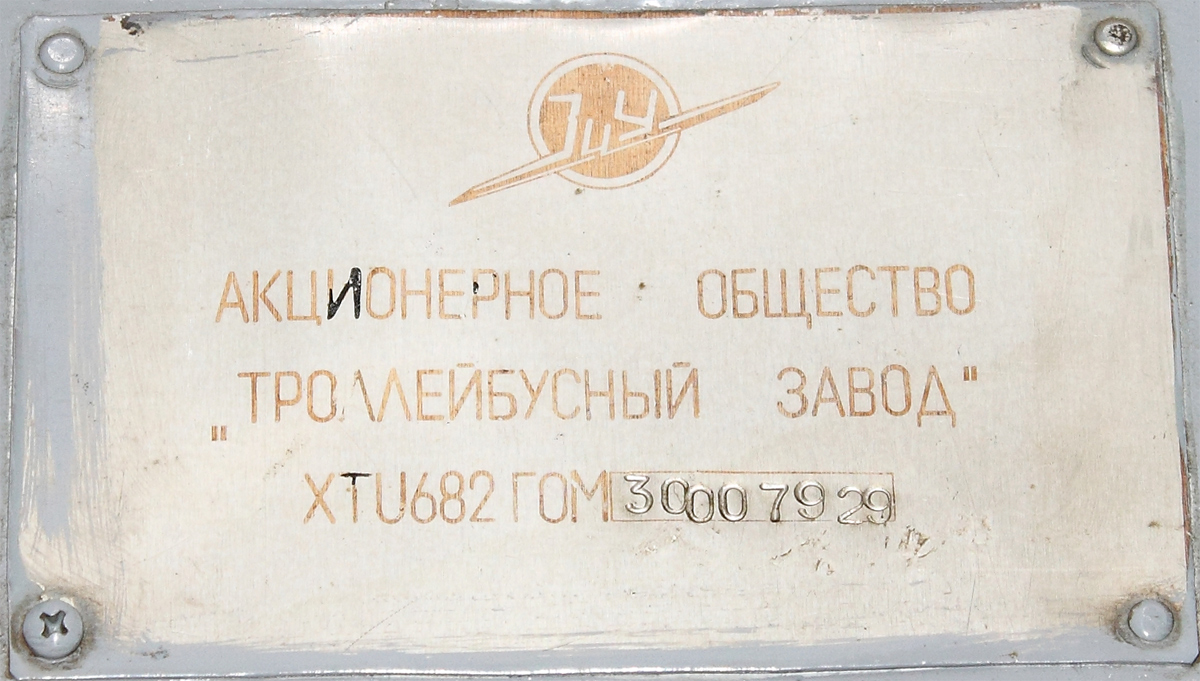 ЗиУ
АКЦИОНЕРНОЕ ОБЩЕСТВО
„ТРОЛЛЕЙБУСНЫЙ ЗАВОД"
XTU682ГОМ30007929